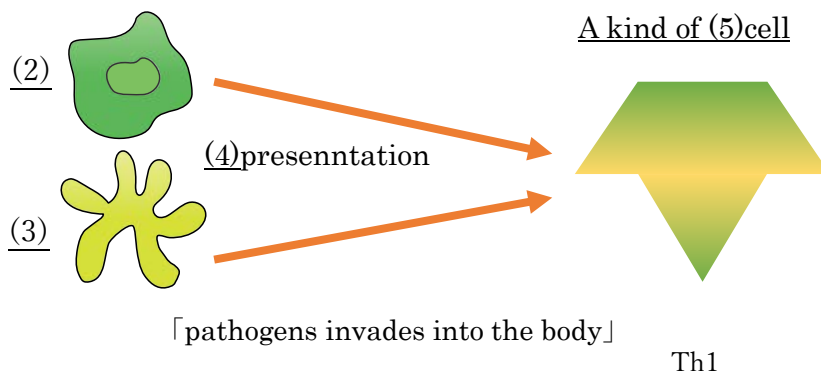 A kind of (5)cell
(2)
(4)presenntation
(3)
「pathogens invades into the body」
Th1